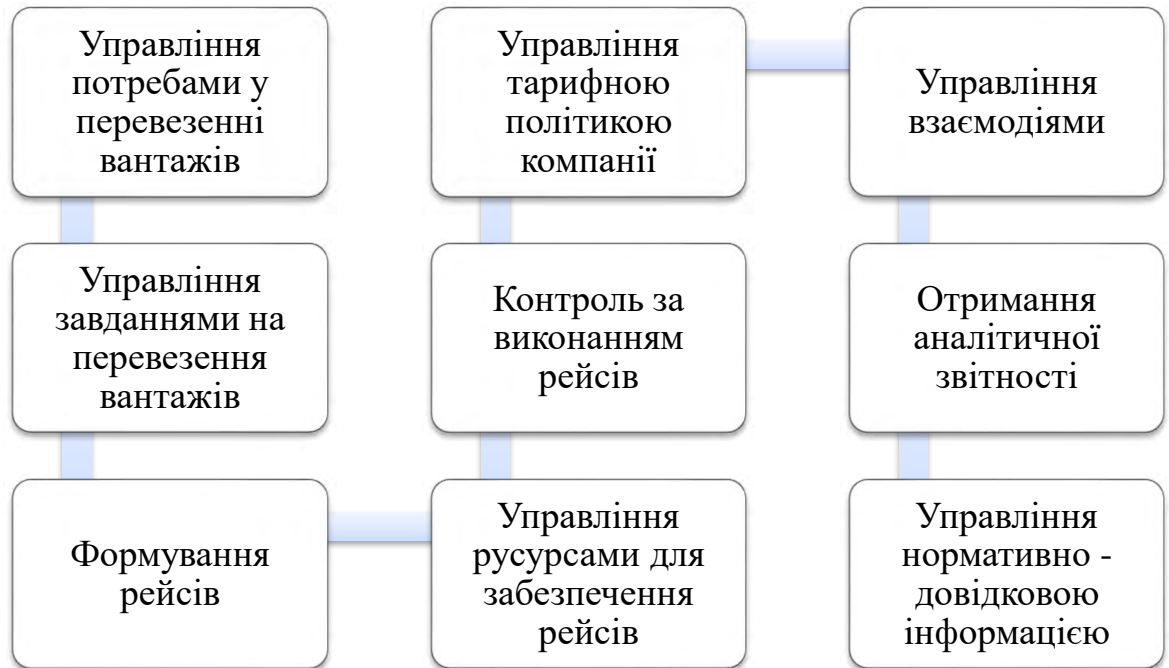 Управління
потребами у
перевезенні
вантажів
Управління
завданнями на
перевезення
вантажів
Формування
рейсів
Управління
русурсами для
забезпечення
рейсів
Контроль за
виконанням
рейсів
Управління
тарифною
політикою
компанії
Управління
взаємодіями
Отримання
аналітичної
звітності
Управління
нормативно -
довідковою
інформацією